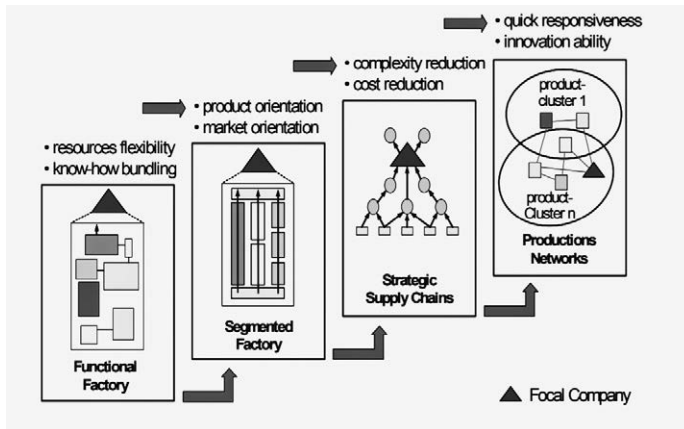 • quick responsiveness
• innovation ability
• complexity reduction
• cost reduction
• product orientation
• market orientation
• resources flexibility
• know-how bundling
product-
cluster 1
product-
Cluster n
Productions
Networks
Strategic
Supply Chains
Segmented
Factory
Functional
Factory
Focal Company